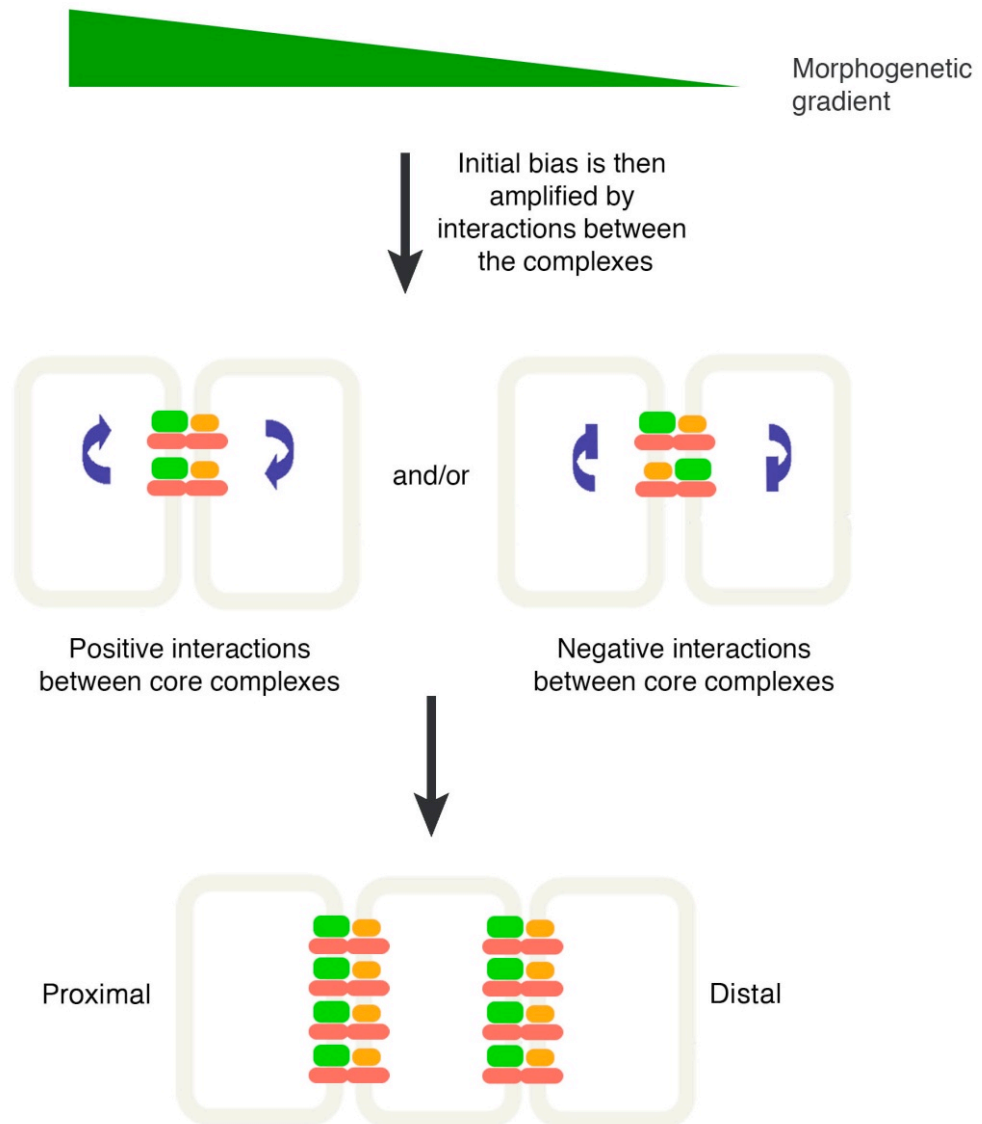 Morphogenetic
gradient
Initial bias is then
amplified by
interactions between
the complexes
and/or
Positive interactions
between core complexes
Negative interactions
between core complexes
Proximal
Distal